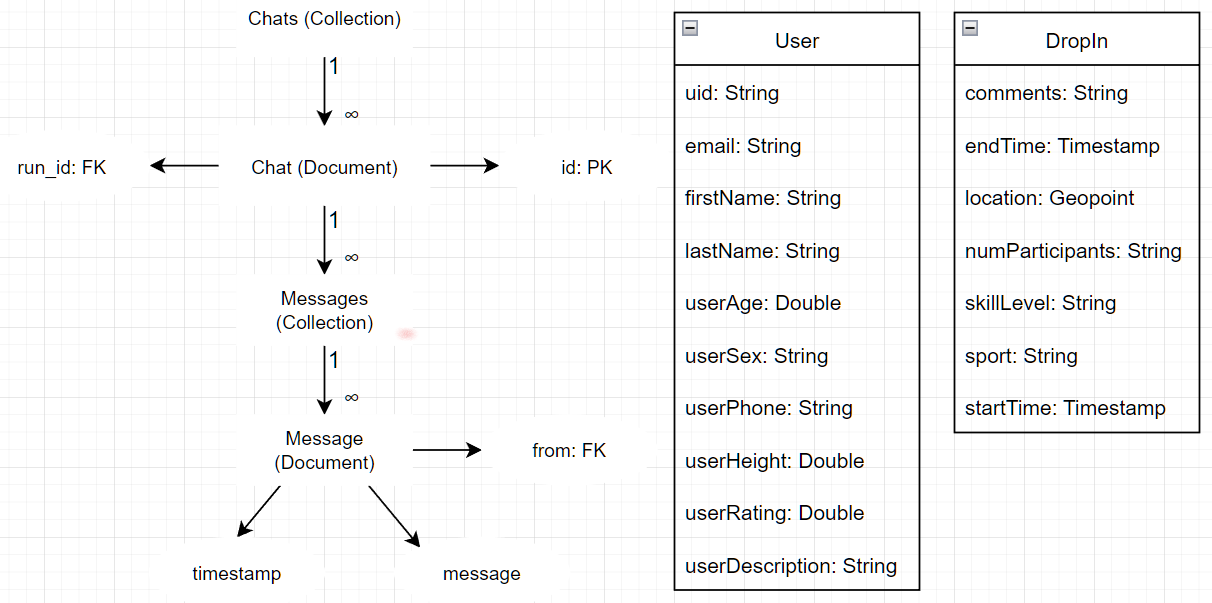 Chats (Collection)
1
∞
run_id: FK
Chat (Document)
id: PK
1
∞
Messages
(Collection)
1
∞
Message
(Document)
from: FK
timestamp
message
User
uid: String
email: String
firstName: String
lastName: String
userAge: Double
userSex: String
userPhone: String
userHeight: Double
userRating: Double
userDescription: String
DropIn
comments: String
endTime: Timestamp
location: Geopoint
numParticipants: String
skillLevel: String
sport: String
startTime: Timestamp